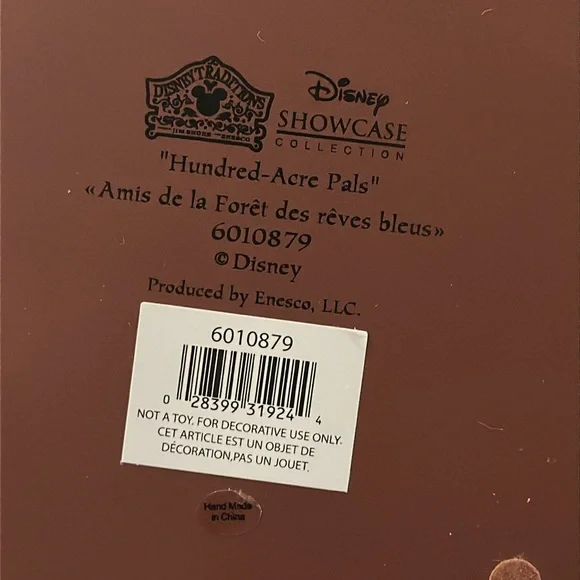 DISNEY TRADITIONS
JIM SHORE
ENESCO
Disney
SHOWCASE
COLLECTION
"Hundred-Acre Pals"
«Amis de la Forêt des rêves bleus»
6010879
© Disney
Produced by Enesco, LLC.
6010879
0 28399 31924 4
NOT A TOY. FOR DECORATIVE USE ONLY.
CET ARTICLE EST UN OBJET DE
DÉCORATION,PAS UN JOUET.
Hand Made
in China